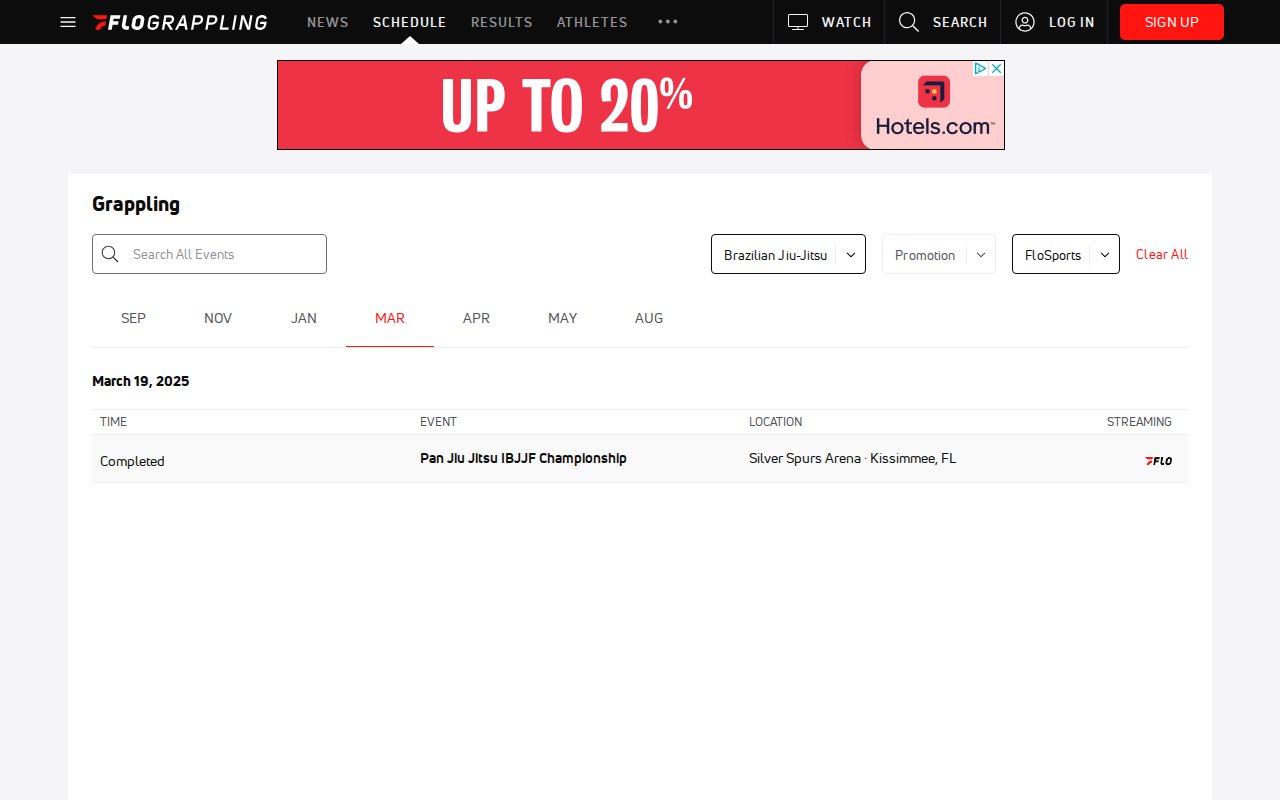 FLOGRAPPLING NEWS SCHEDULE RESULTS ATHLETES ••• WATCH SEARCH LOG IN SIGN UP
UP TO 20%
Hotels.com™
Grappling
Search All Events Brazilian Jiu-Jitsu Promotion FloSports Clear All
SEP NOV JAN MAR APR MAY AUG
March 19, 2025
TIME EVENT LOCATION STREAMING
Completed Pan Jiu Jitsu IBJJF Championship Silver Spurs Arena · Kissimmee, FL FLO